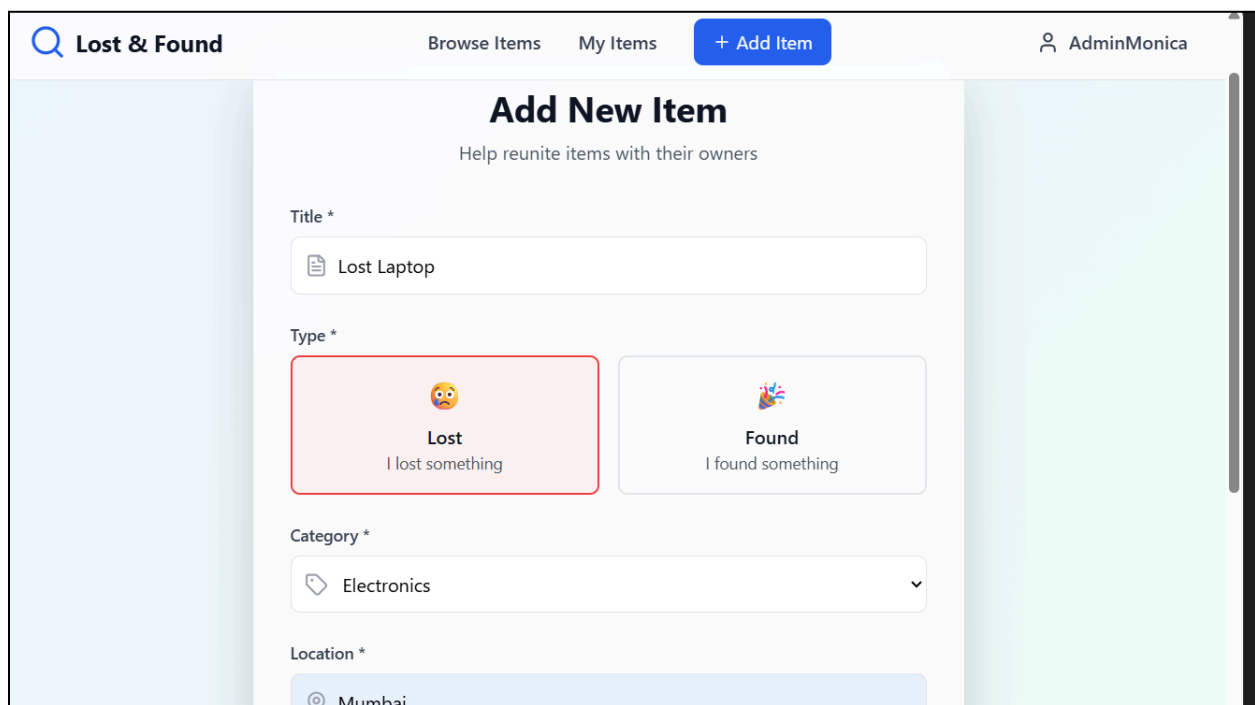 Lost & Found
Browse Items
My Items
+ Add Item
AdminMonica
Add New Item
Help reunite items with their owners
Title *
Lost Laptop
Type *
Lost
I lost something
Found
I found something
Category *
Electronics
Location *
Mumbai